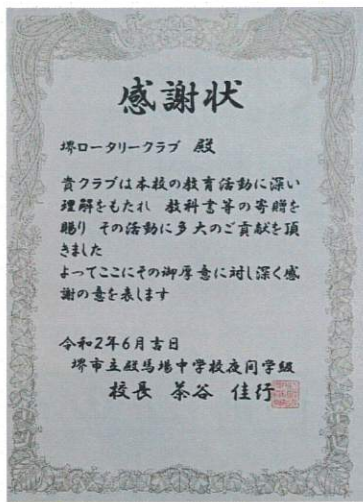 感謝状
堺ロータリークラブ 殿
貴クラブは本校の教育活動に深い
理解をもたれ 教科書等の寄贈を
賜り その活動に多大のご貢献を頂
きました
よってここにその御厚意に対し深く感
謝の意を表します
令和2年6月吉日
堺市立殿馬場中学校夜間学級
校長 茶谷 佳行